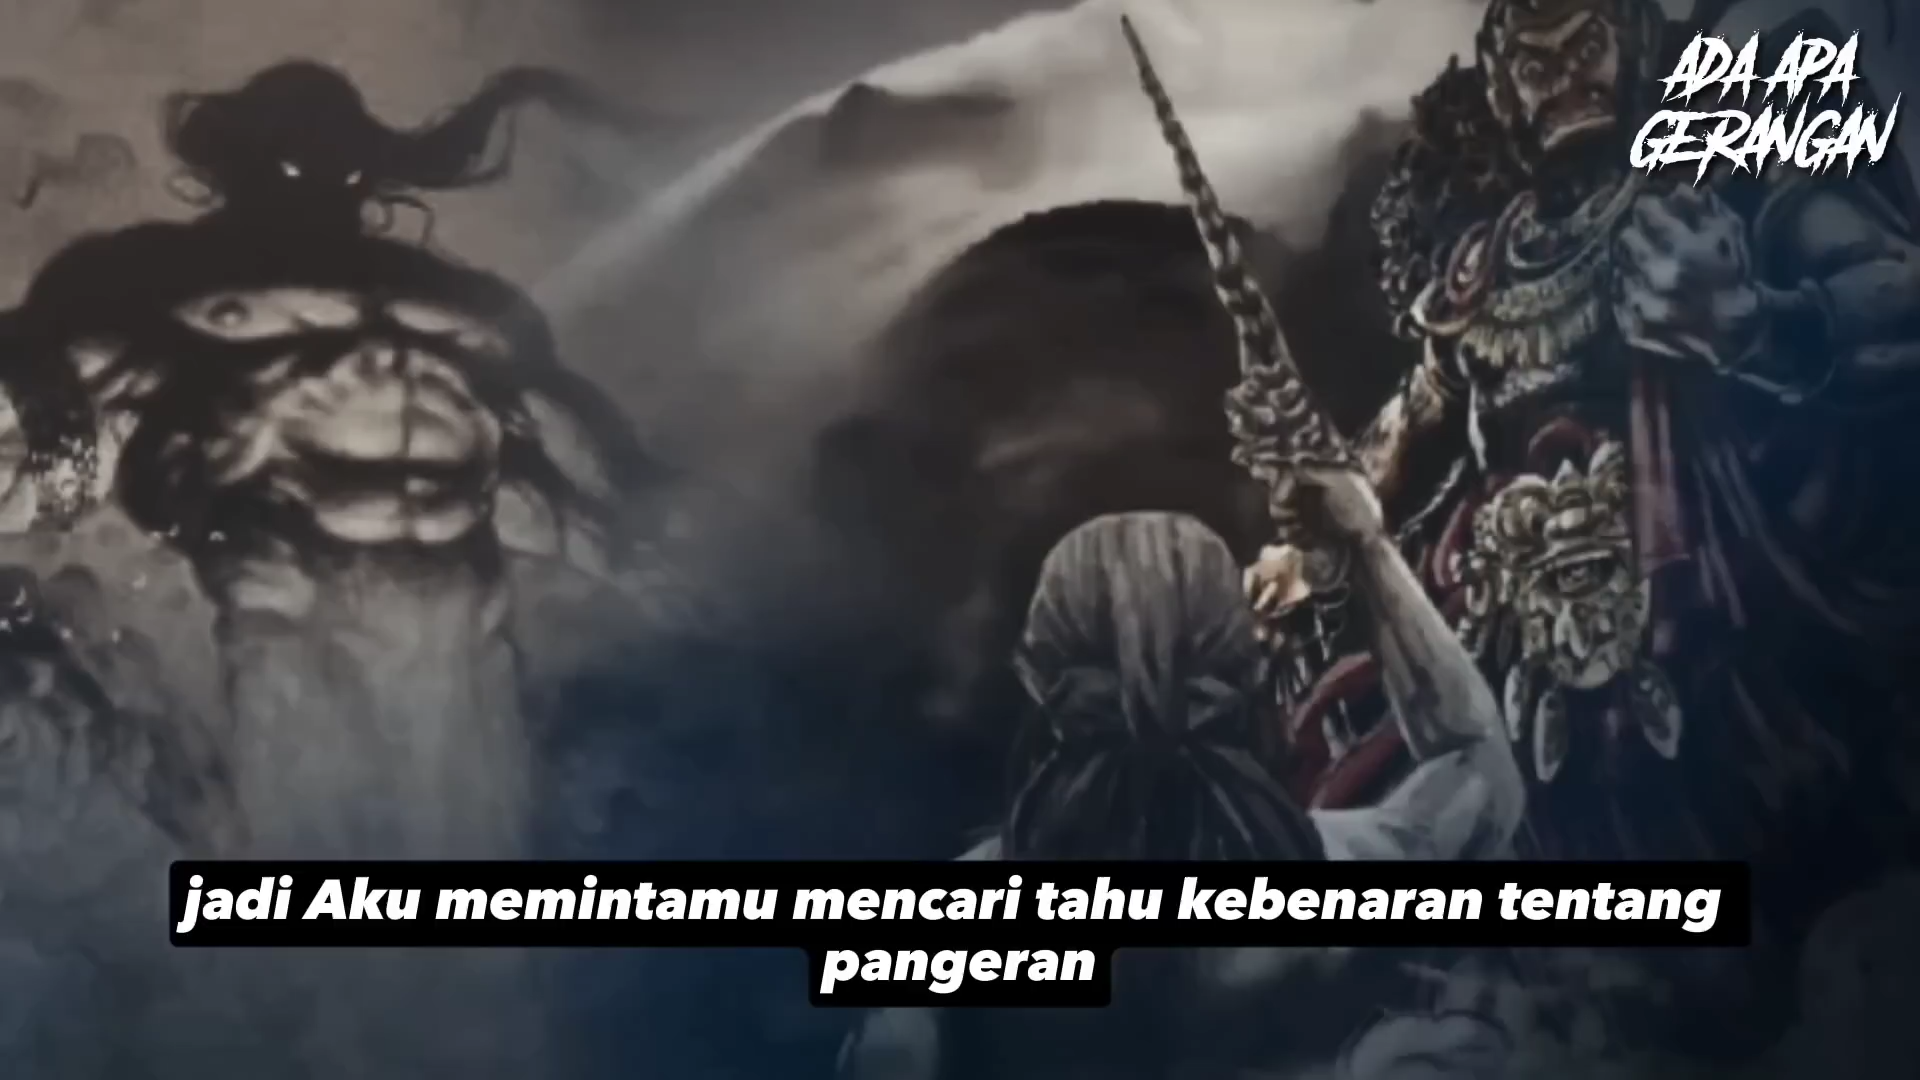 ADA APA
GERANGAN
jadi Aku memintamu mencari tahu kebenaran tentang
pangeran